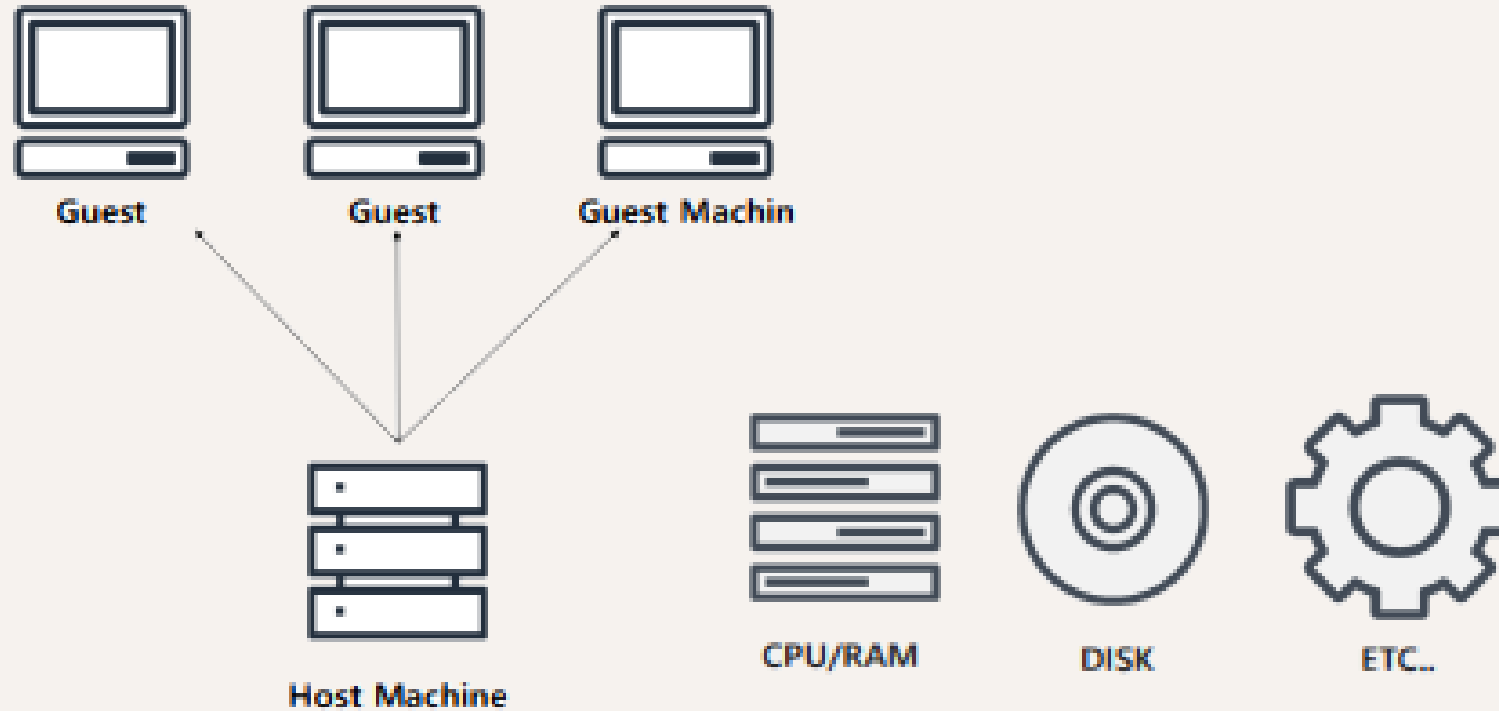 Guest
Guest
Guest Machin
CPU/RAM
DISK
ETC..
Host Machine